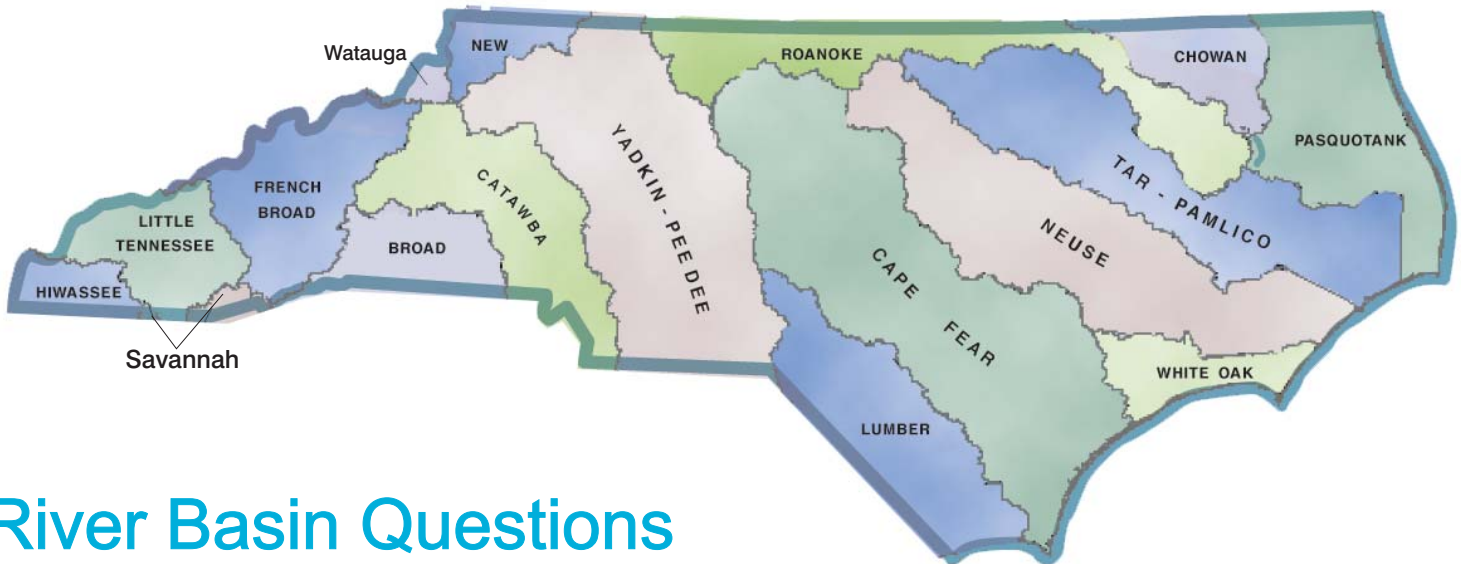 Watauga
NEW
ROANOKE
CHOWAN
PASQUOTANK
YADKIN - PEE DEE
TAR - PAMLICO
CATAWBA
FRENCH
BROAD
LITTLE
TENNESSEE
BROAD
NEUSE
CAPE FEAR
HIWASSEE
Savannah
WHITE OAK
LUMBER
River Basin Questions